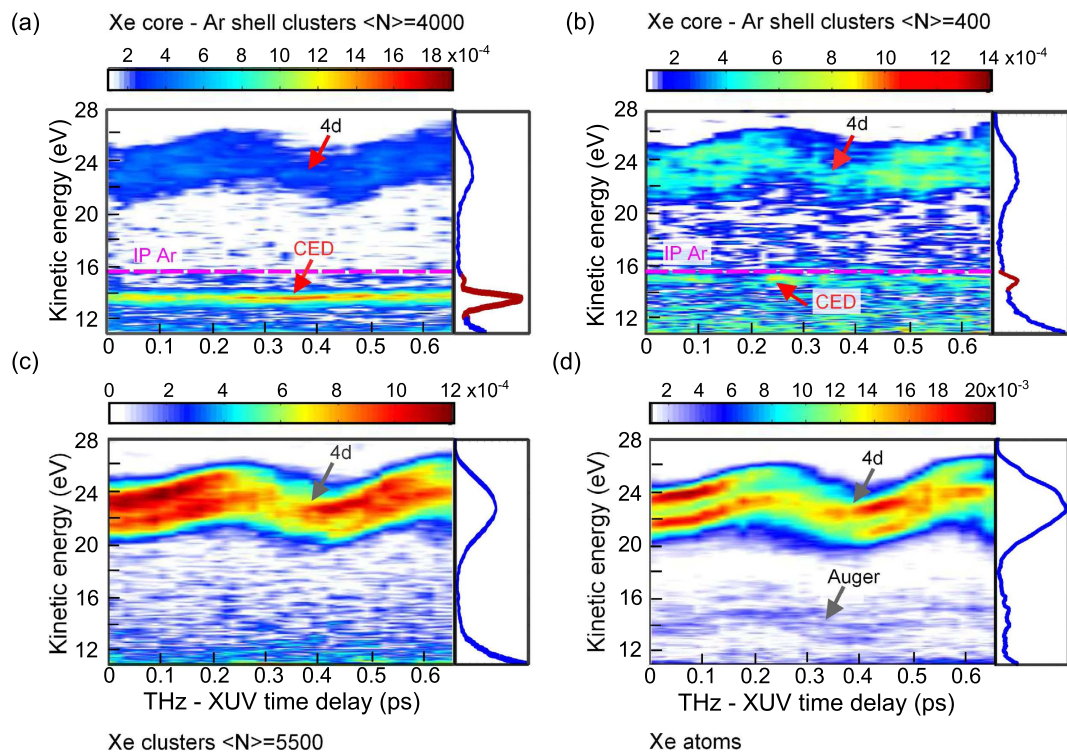 (a)
Xe core - Ar shell clusters <N>=4000
2 4 6 8 10 12 14 16 18 x10-4
Kinetic energy (eV)
28
24
20
16
12
4d
IP Ar
CED
0 0.1 0.2 0.3 0.4 0.5 0.6
(b)
Xe core - Ar shell clusters <N>=400
2 4 6 8 10 12 14 x10-4
Kinetic energy (eV)
28
24
20
16
12
4d
IP Ar
CED
0 0.1 0.2 0.3 0.4 0.5 0.6
(c)
0 2 4 6 8 10 12 x10-4
Kinetic energy (eV)
28
24
20
16
12
4d
0 0.1 0.2 0.3 0.4 0.5 0.6
THz - XUV time delay (ps)
Xe clusters <N>=5500
(d)
2 4 6 8 10 12 14 16 18 20x10-3
Kinetic energy (eV)
28
24
20
16
12
4d
Auger
0 0.1 0.2 0.3 0.4 0.5 0.6
THz - XUV time delay (ps)
Xe atoms